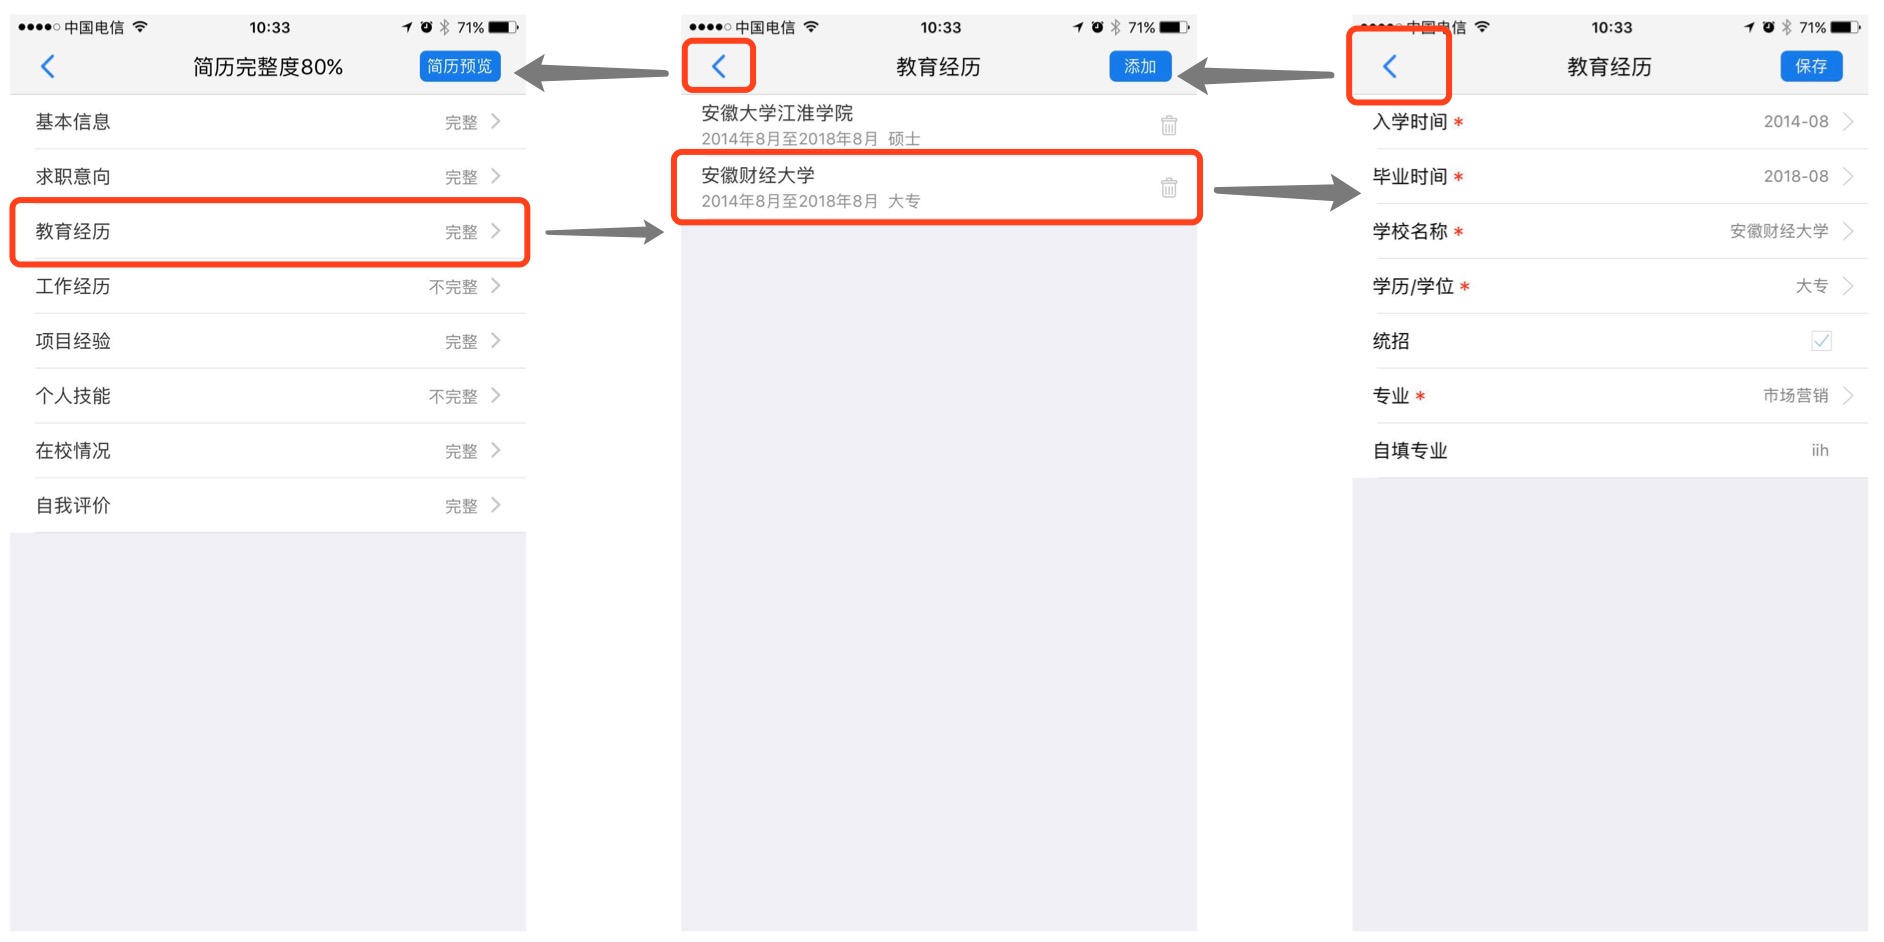 中国电信 10:33 71%
简历完整度80% 简历预览
基本信息 完整
求职意向 完整
教育经历 完整
工作经历 不完整
项目经验 完整
个人技能 不完整
在校情况 完整
自我评价 完整
中国电信 10:33 71%
教育经历 添加
安徽大学江淮学院
2014年8月至2018年8月 硕士
安徽财经大学
2014年8月至2018年8月 大专
中国电信 10:33 71%
教育经历 保存
入学时间 * 2014-08
毕业时间 * 2018-08
学校名称 * 安徽财经大学
学历/学位 * 大专
统招
专业 * 市场营销
自填专业 iih